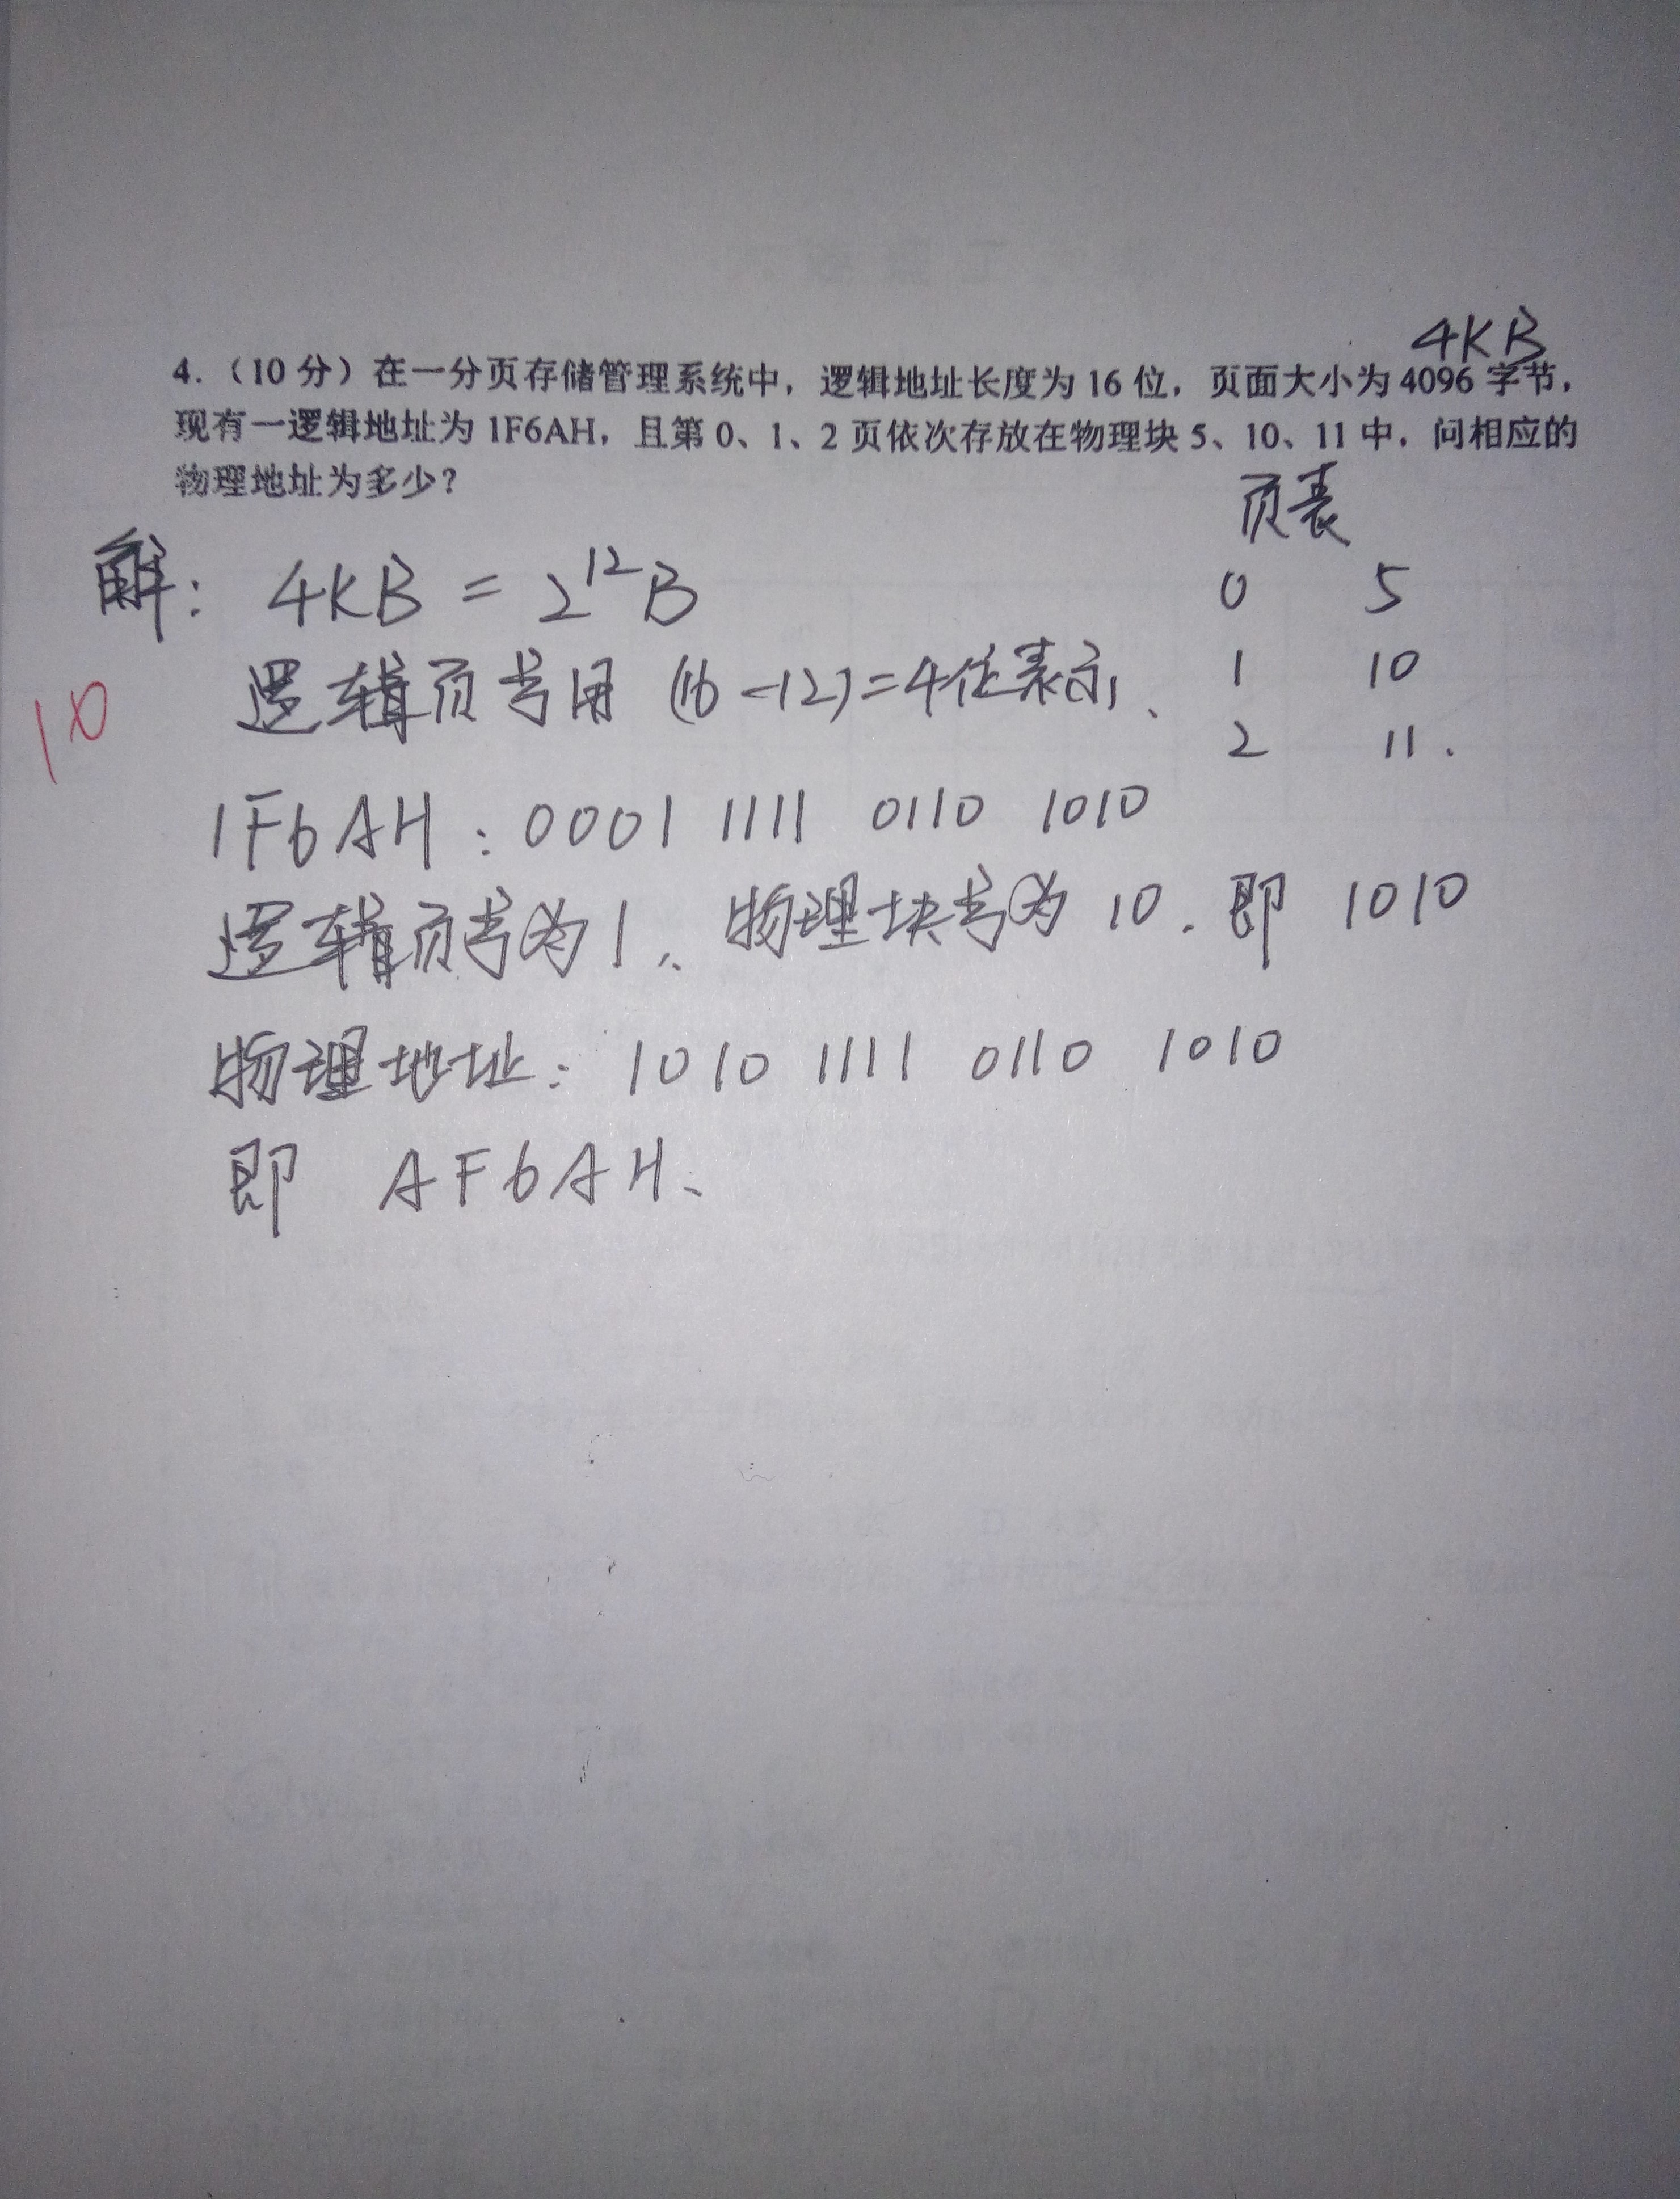 4KB
4.（10 分）在一分页存储管理系统中，逻辑地址长度为 16 位，页面大小为 4096 字节，
现有一逻辑地址为 1F6AH，且第 0、1、2 页依次存放在物理块 5、10、11 中，问相应的
物理地址为多少？
页表
解： 4KB = 2¹²B
0 5
逻辑页号用 (16-12)=4位表示、
1 10
10
2 11.
1F6AH：0001 1111 0110 1010
逻辑页号为1、物理块号为 10. 即 1010
物理地址：1010 1111 0110 1010
即 AF6AH、